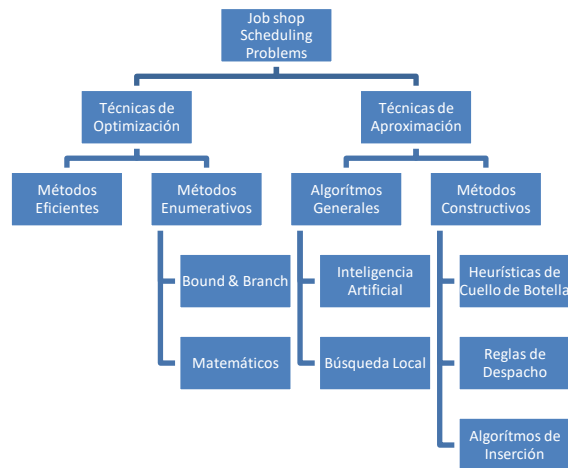 Job shop
Scheduling
Problems
Técnicas de
Optimización
Técnicas de
Aproximación
Métodos
Eficientes
Métodos
Enumerativos
Algorítmos
Generales
Métodos
Constructivos
Bound & Branch
Inteligencia
Artificial
Heurísticas de
Cuello de Botella
Matemáticos
Búsqueda Local
Reglas de
Despacho
Algorítmos de
Inserción